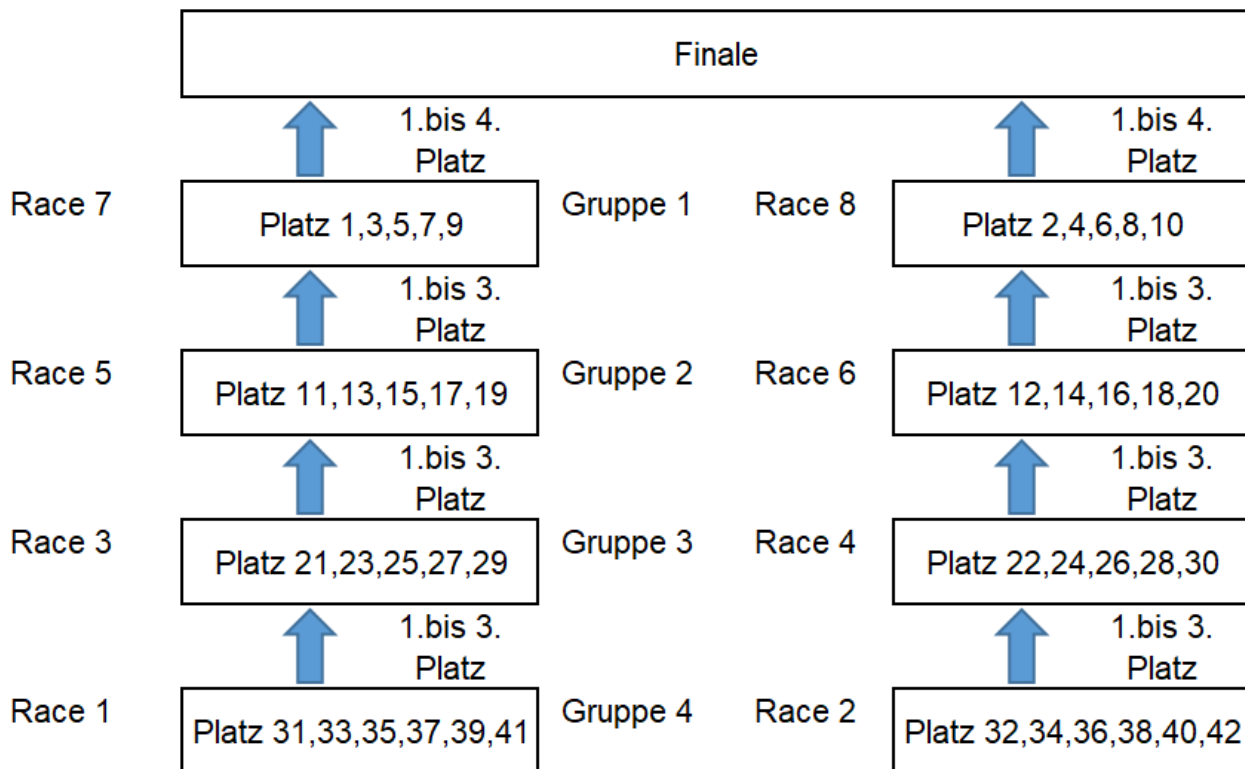 Finale
1.bis 4.
Platz
1.bis 4.
Platz
Race 7
Platz 1,3,5,7,9
Gruppe 1
Race 8
Platz 2,4,6,8,10
1.bis 3.
Platz
1.bis 3.
Platz
Race 5
Platz 11,13,15,17,19
Gruppe 2
Race 6
Platz 12,14,16,18,20
1.bis 3.
Platz
1.bis 3.
Platz
Race 3
Platz 21,23,25,27,29
Gruppe 3
Race 4
Platz 22,24,26,28,30
1.bis 3.
Platz
1.bis 3.
Platz
Race 1
Platz 31,33,35,37,39,41
Gruppe 4
Race 2
Platz 32,34,36,38,40,42